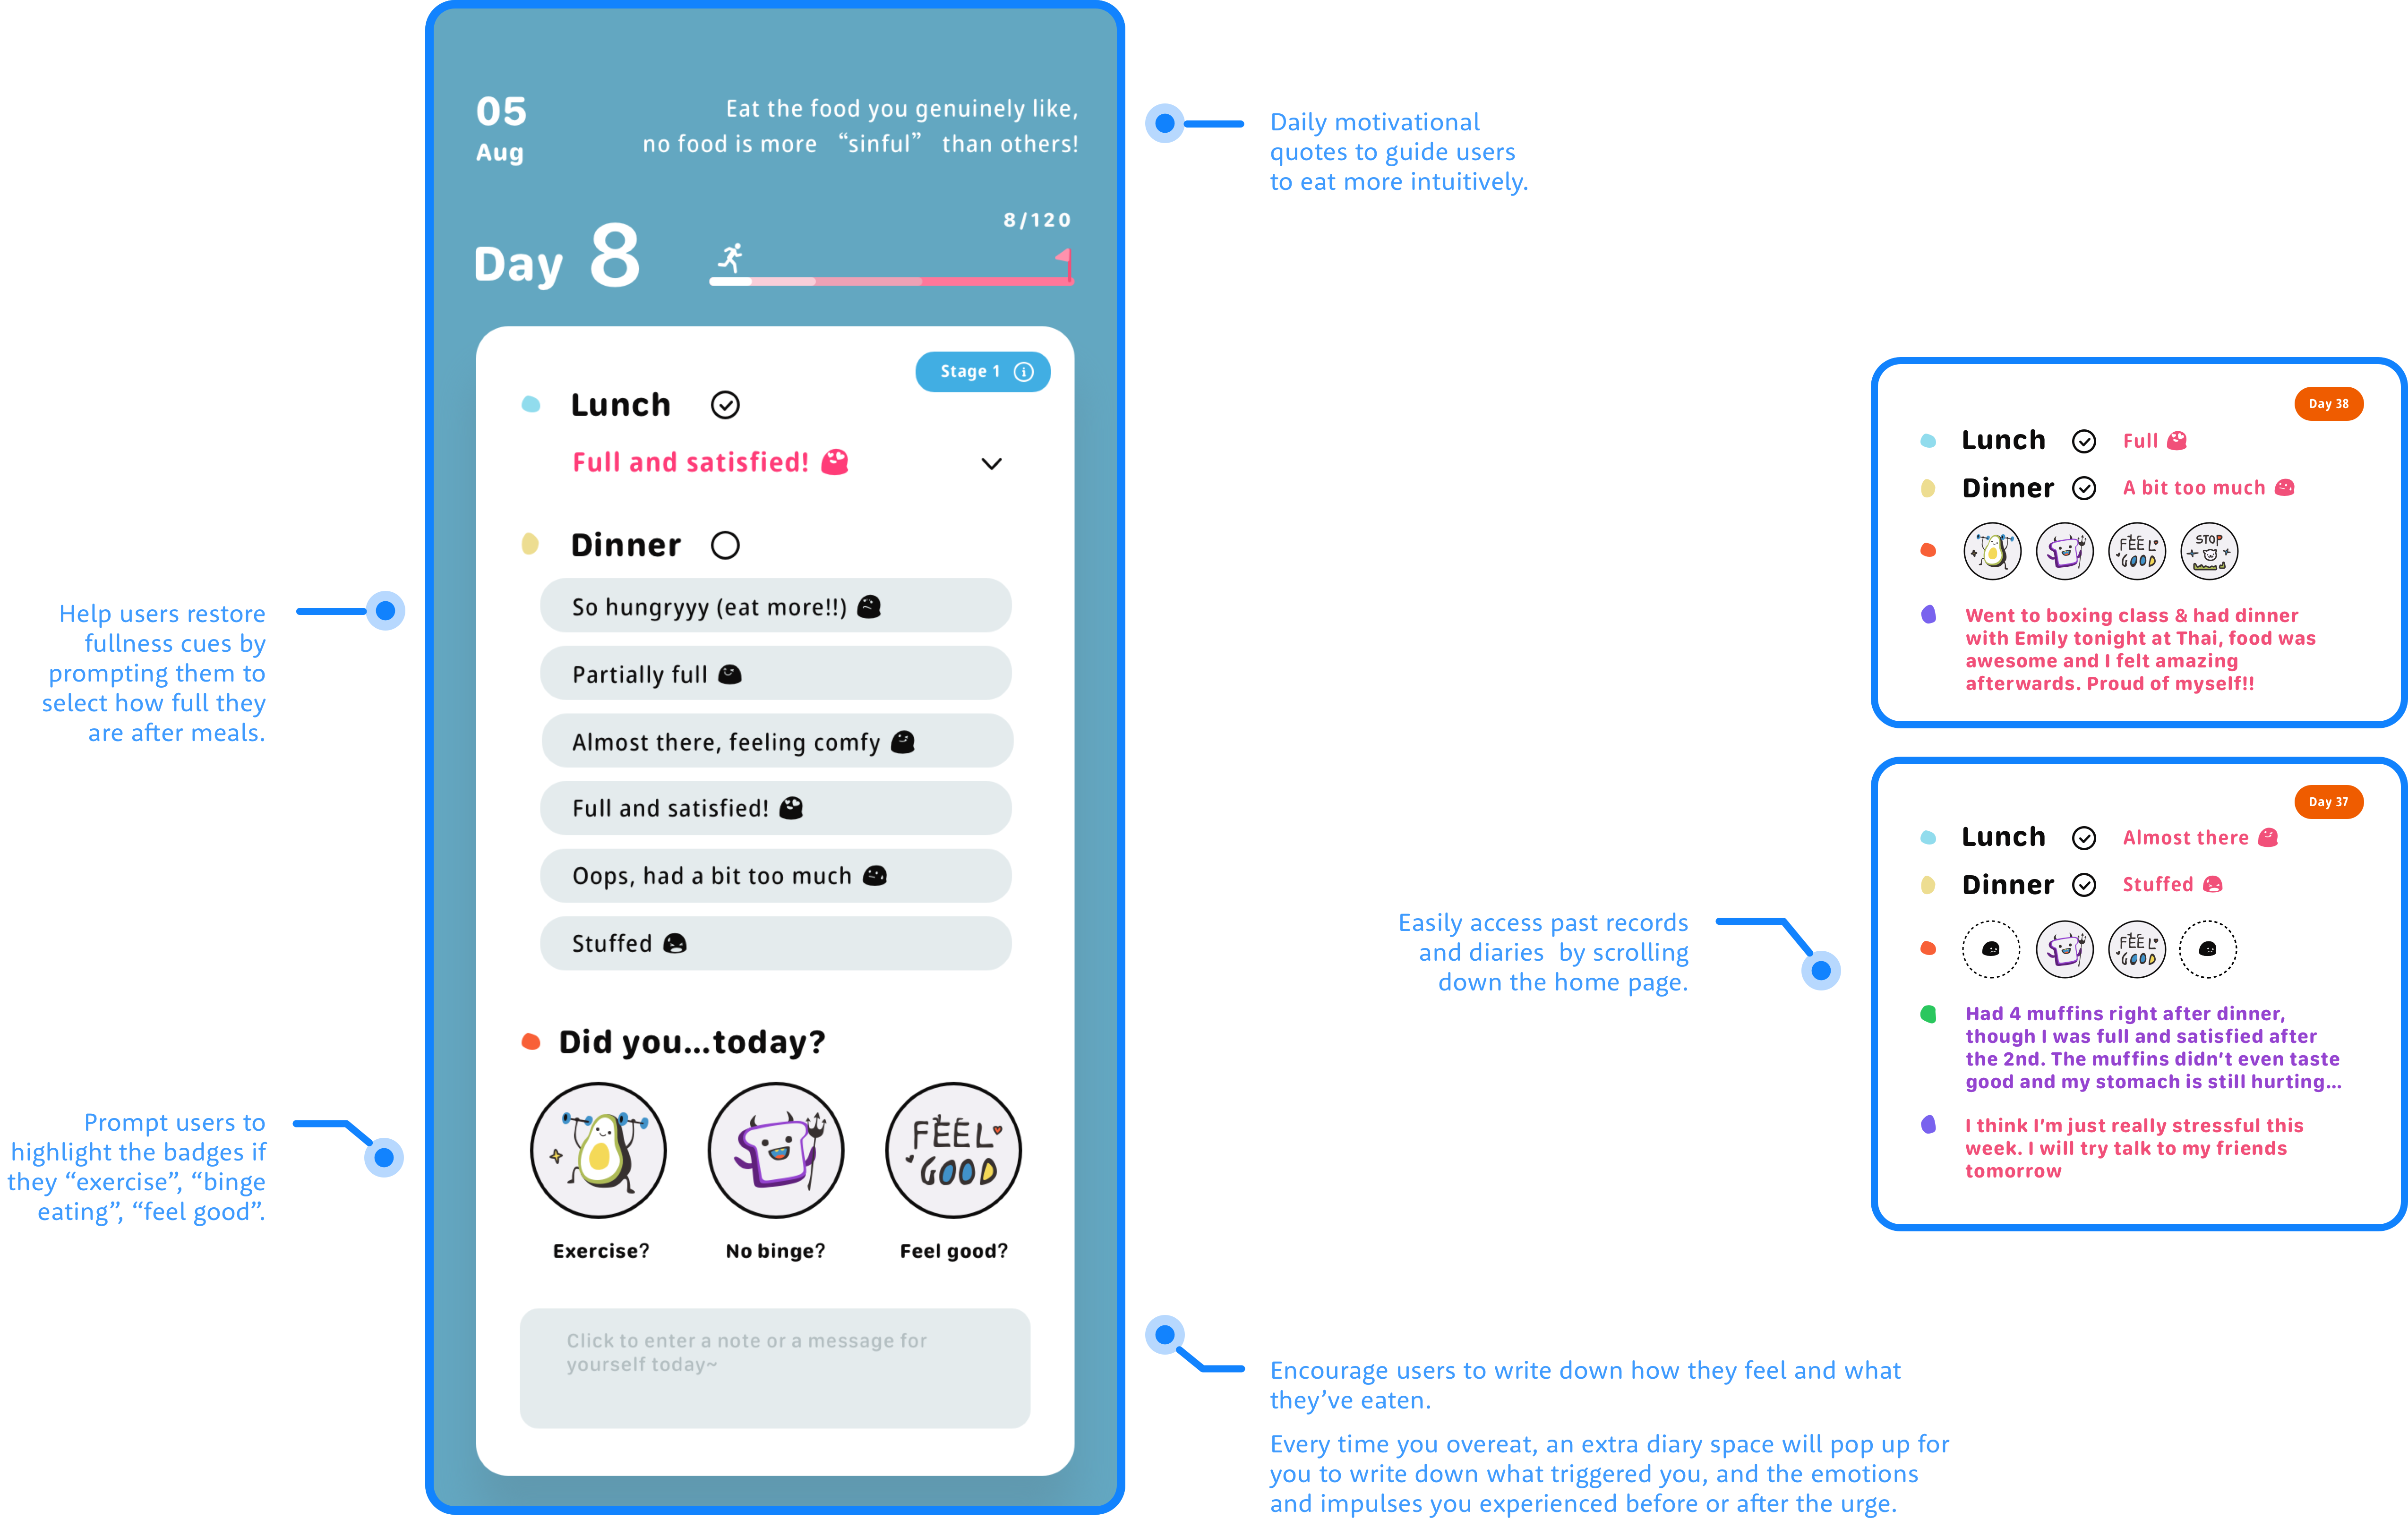 05
Aug
Eat the food you genuinely like,
no food is more “sinful” than others!
Day 8
8/120
Stage 1
Lunch
Full and satisfied!
Dinner
So hungryyy (eat more!!)
Partially full
Almost there, feeling comfy
Full and satisfied!
Oops, had a bit too much
Stuffed
Did you...today?
FEEL
GOOD
Exercise?
No binge?
Feel good?
Click to enter a note or a message for
yourself today~
Help users restore
fullness cues by
prompting them to
select how full they
are after meals.
Prompt users to
highlight the badges if
they “exercise”, “binge
eating”, “feel good”.
Daily motivational
quotes to guide users
to eat more intuitively.
Easily access past records
and diaries by scrolling
down the home page.
Encourage users to write down how they feel and what
they’ve eaten.
Every time you overeat, an extra diary space will pop up for
you to write down what triggered you, and the emotions
and impulses you experienced before or after the urge.
Day 38
Lunch Full
Dinner A bit too much
FEEL
GOOD
STOP
Went to boxing class & had dinner
with Emily tonight at Thai, food was
awesome and I felt amazing
afterwards. Proud of myself!!
Day 37
Lunch Almost there
Dinner Stuffed
FEEL
GOOD
Had 4 muffins right after dinner,
though I was full and satisfied after
the 2nd. The muffins didn’t even taste
good and my stomach is still hurting...
I think I’m just really stressful this
week. I will try talk to my friends
tomorrow